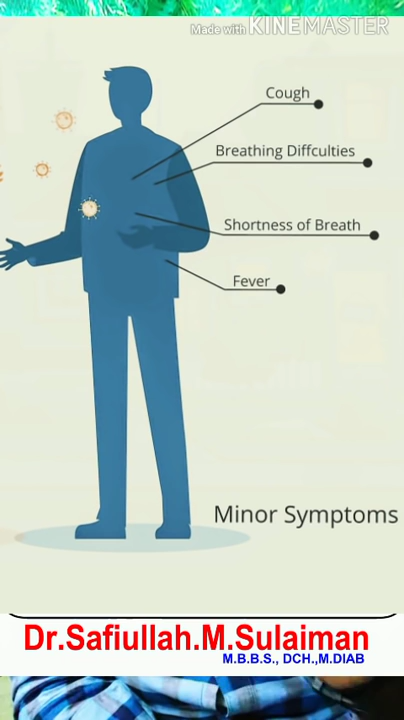 Made with KINEMASTER
Cough
Breathing Diffculties
Shortness of Breath
Fever
Minor Symptoms
Dr.Safiullah.M.Sulaiman
M.B.B.S., DCH.,M.DIAB